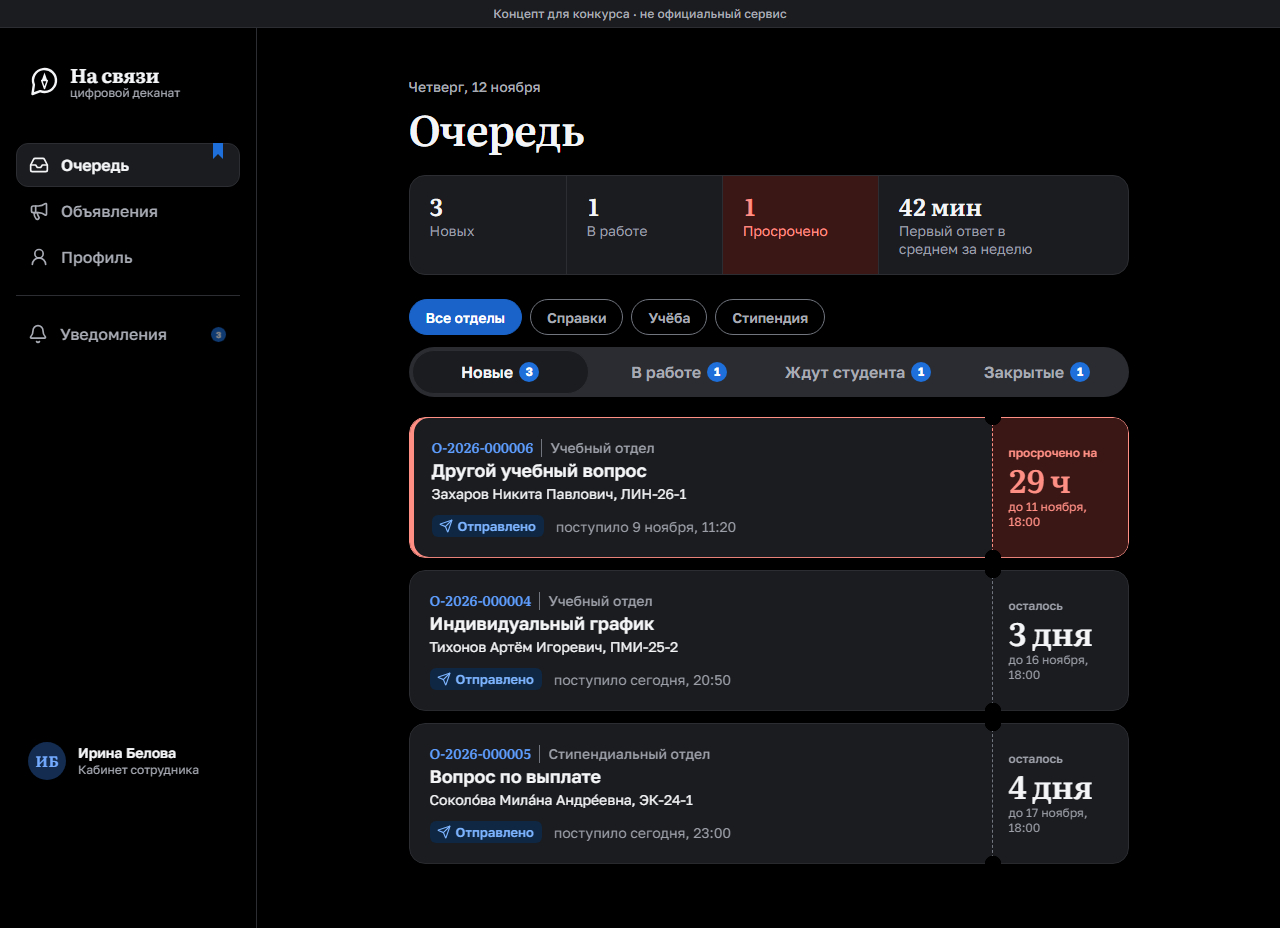 Концепт для конкурса · не официальный сервис
На связи
цифровой деканат
Очередь
Объявления
Профиль
Уведомления 3
ИБ
Ирина Белова
Кабинет сотрудника
Четверг, 12 ноября
Очередь
3
Новых
1
В работе
1
Просрочено
42 мин
Первый ответ в
среднем за неделю
Все отделы
Справки
Учёба
Стипендия
Новые 3
В работе 1
Ждут студента 1
Закрытые 1
О-2026-000006 Учебный отдел
Другой учебный вопрос
Захаров Никита Павлович, ЛИН-26-1
Отправлено поступило 9 ноября, 11:20
просрочено на
29 ч
до 11 ноября,
18:00
О-2026-000004 Учебный отдел
Индивидуальный график
Тихонов Артём Игоревич, ПМИ-25-2
Отправлено поступило сегодня, 20:50
осталось
3 дня
до 16 ноября,
18:00
О-2026-000005 Стипендиальный отдел
Вопрос по выплате
Соколо́ва Мила́на Андре́евна, ЭК-24-1
Отправлено поступило сегодня, 23:00
осталось
4 дня
до 17 ноября,
18:00